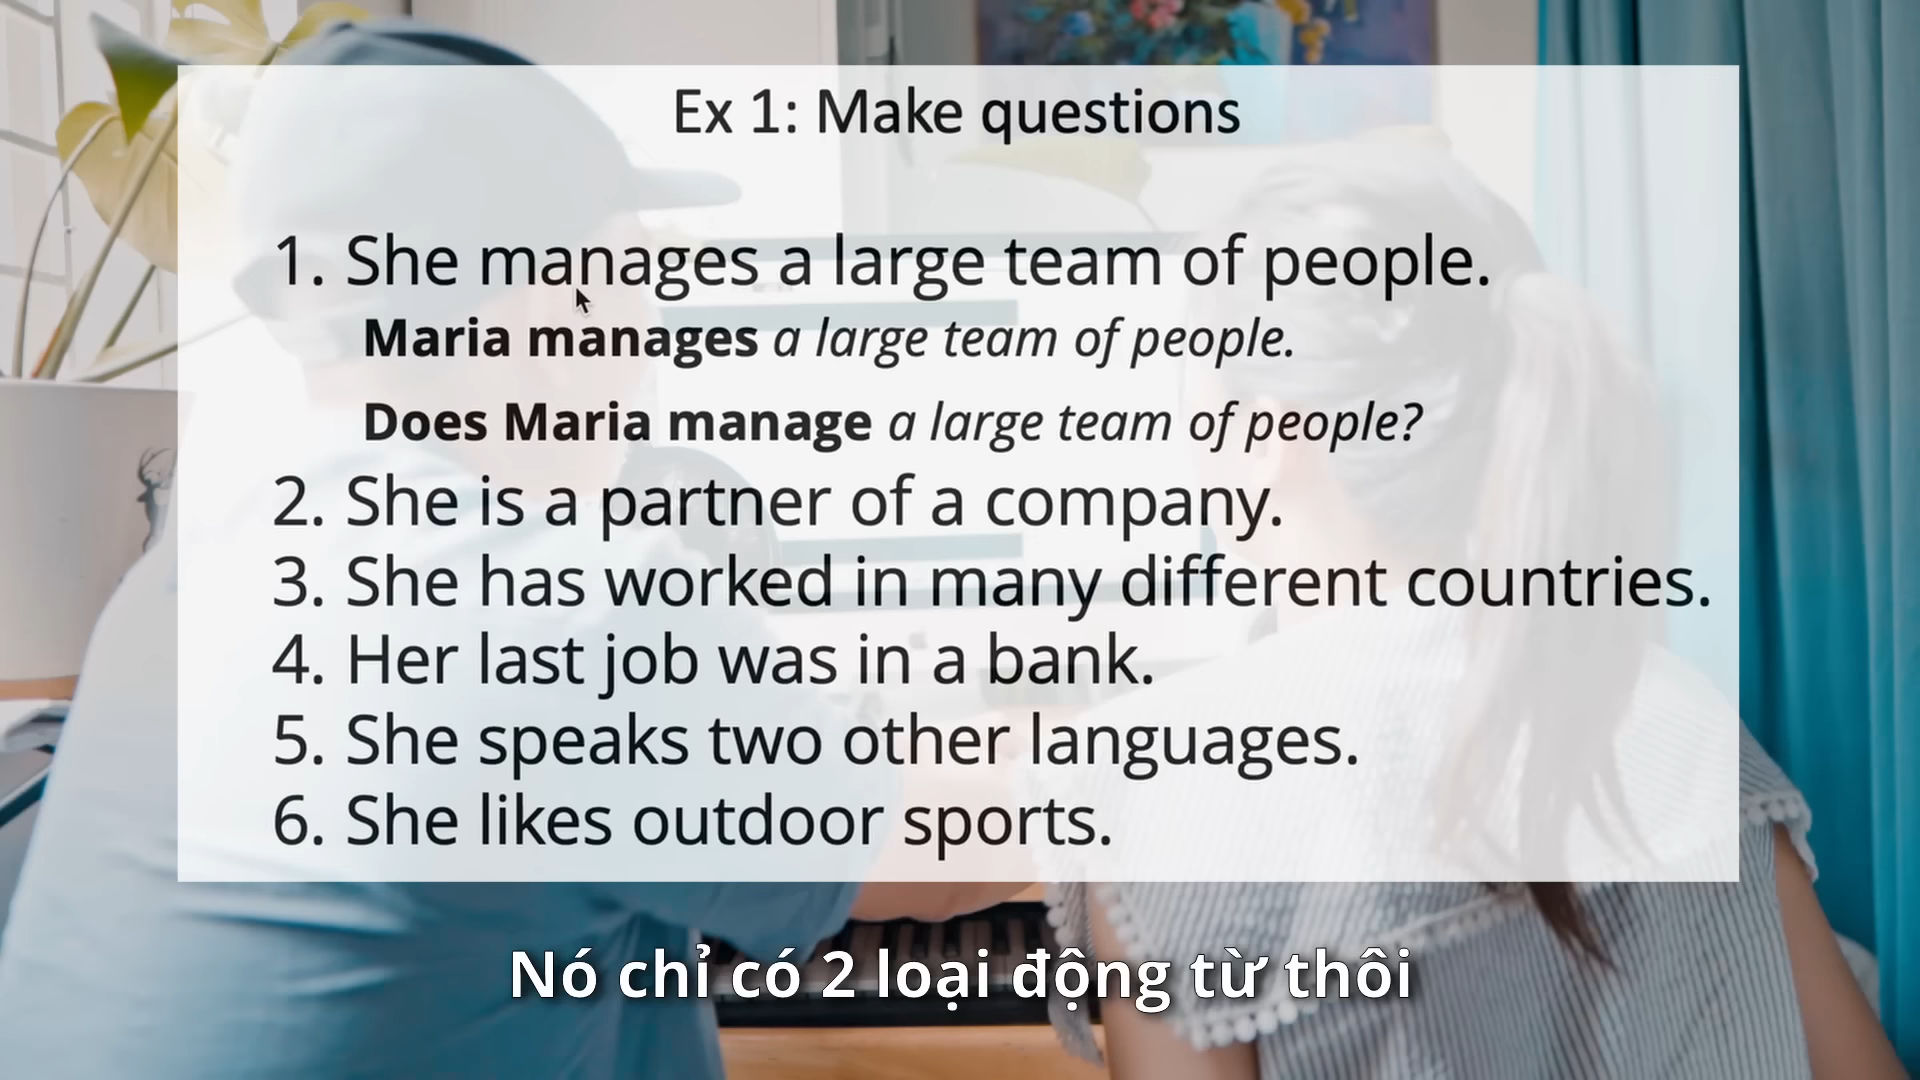 Ex 1: Make questions
1. She manages a large team of people.
Maria manages a large team of people.
Does Maria manage a large team of people?
2. She is a partner of a company.
3. She has worked in many different countries.
4. Her last job was in a bank.
5. She speaks two other languages.
6. She likes outdoor sports.
Nó chỉ có 2 loại động từ thôi